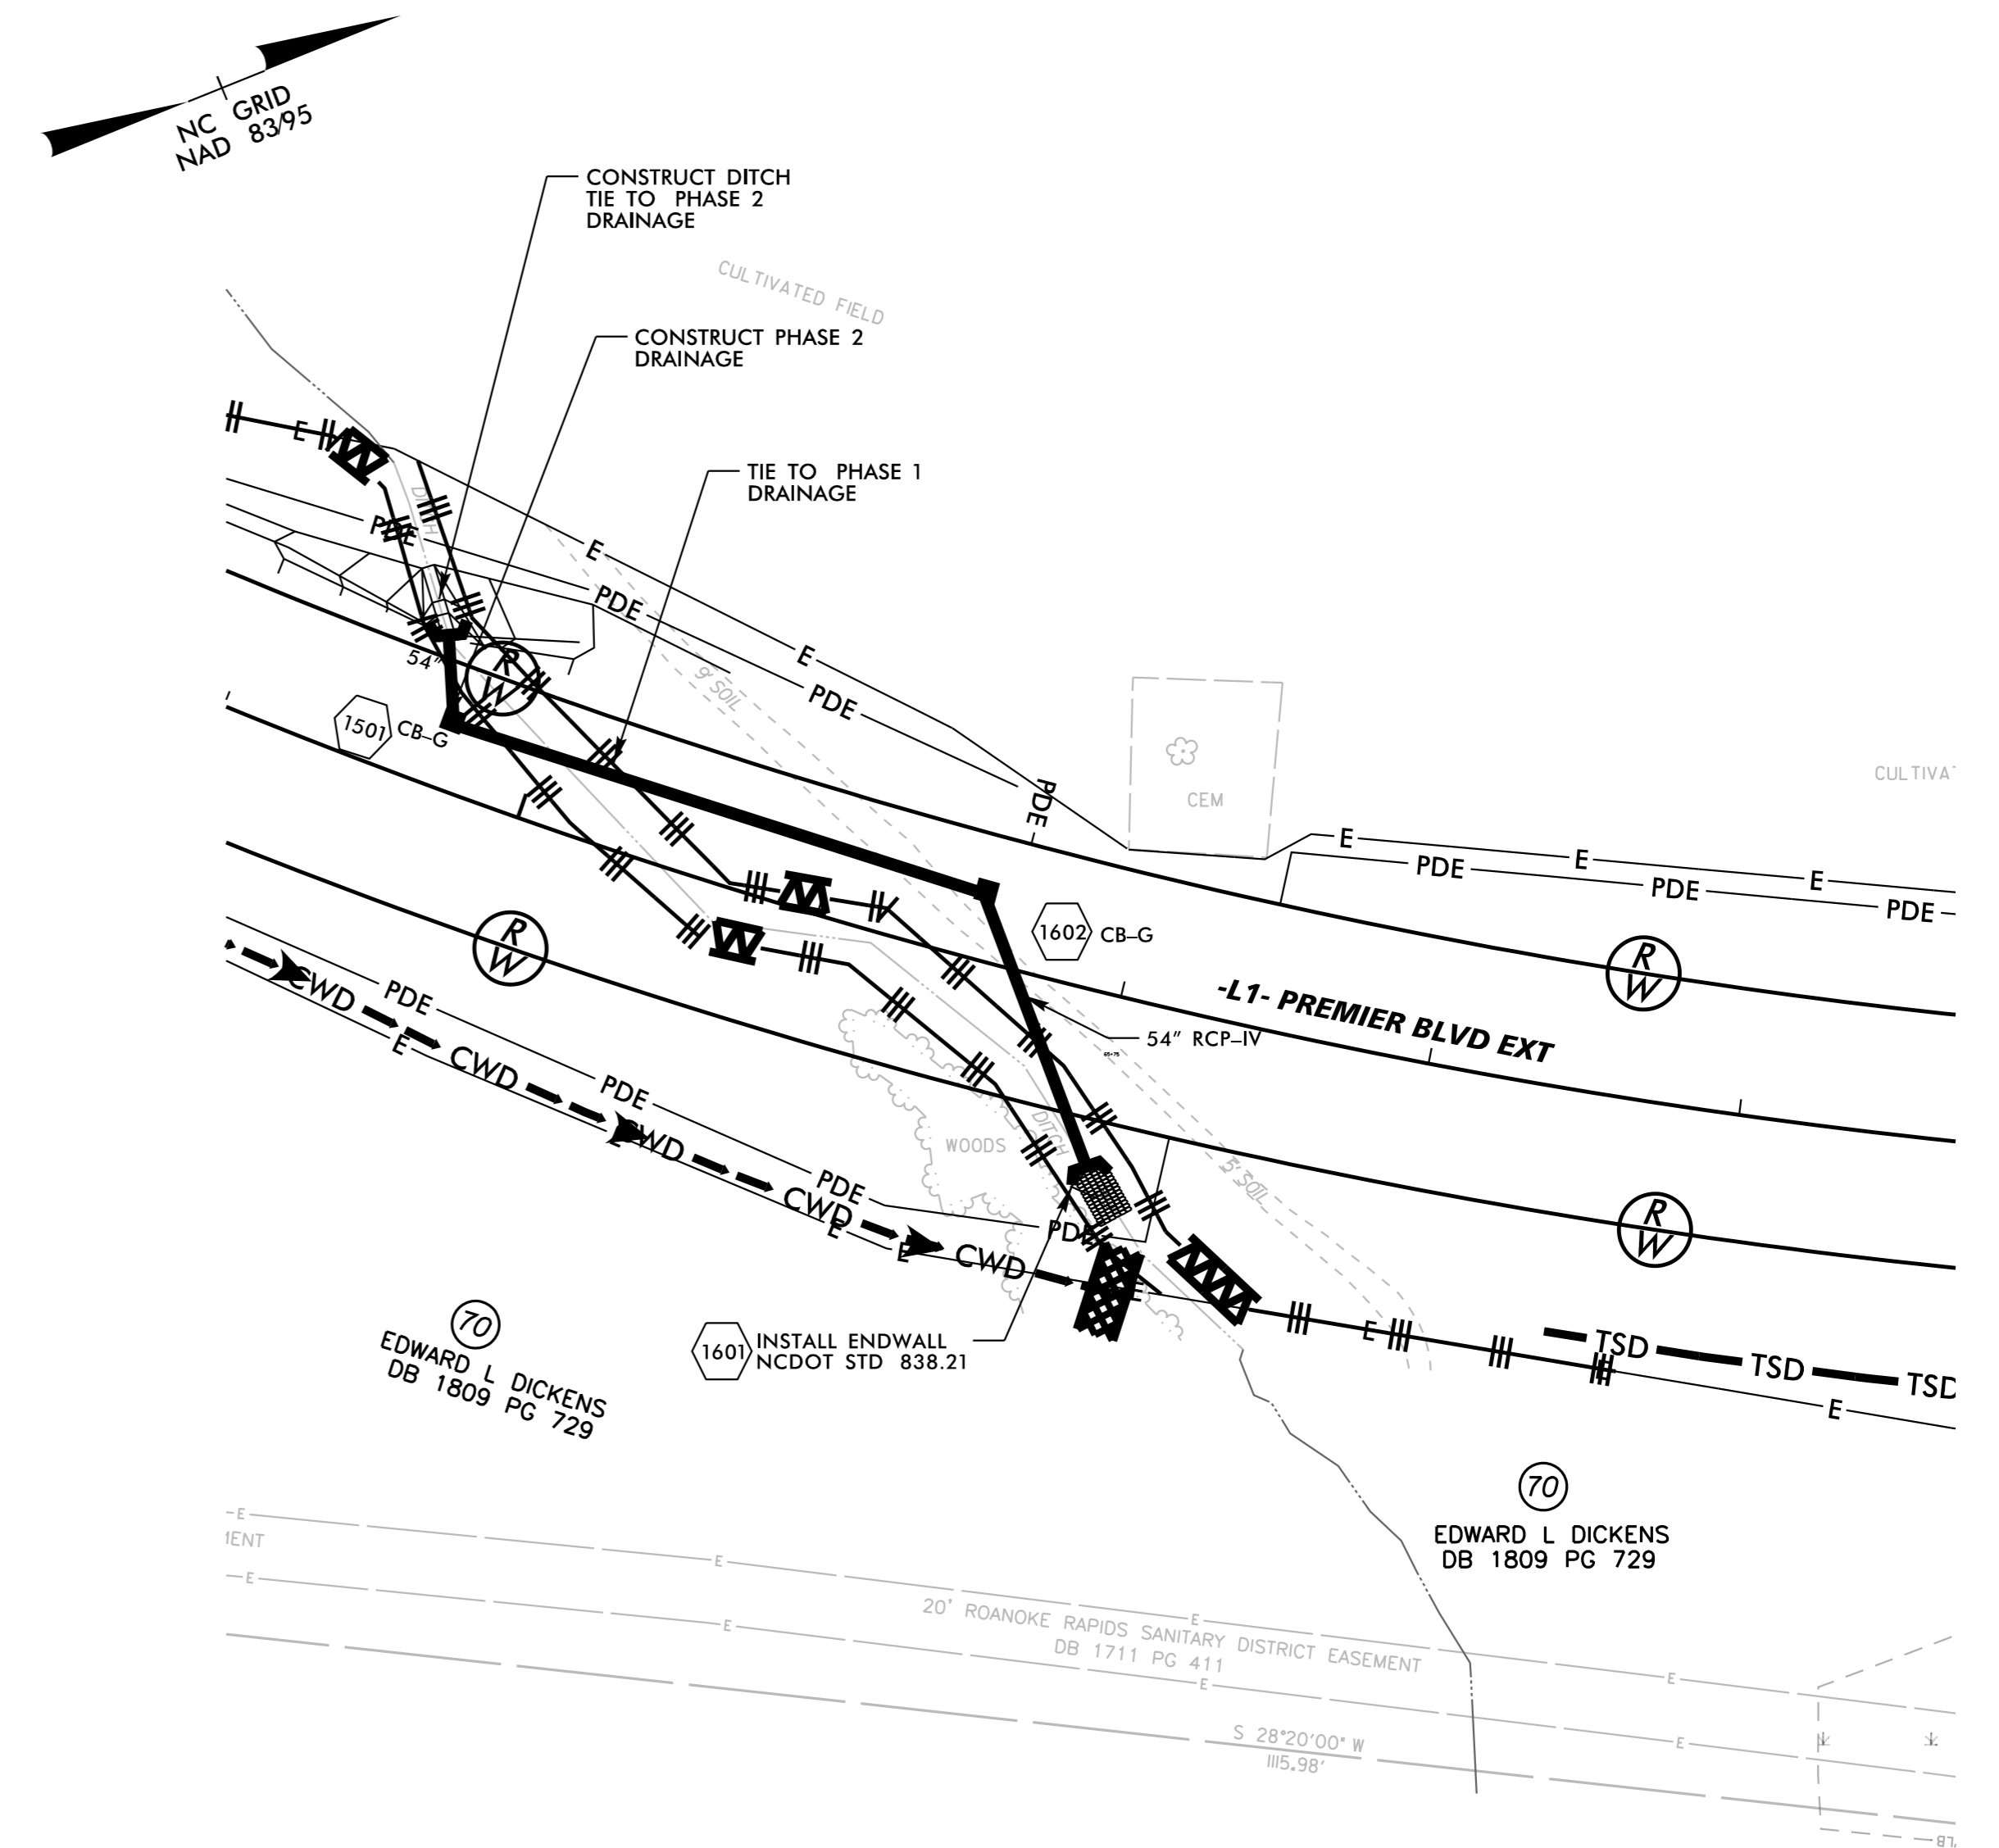 NC GRID
NAD 83/95
CONSTRUCT DITCH
TIE TO PHASE 2
DRAINAGE
CULTIVATED FIELD
CONSTRUCT PHASE 2
DRAINAGE
E
TIE TO PHASE 1
DRAINAGE
DITCH
PDE
E
PDE
E
9' SOIL
PDE
54"
R
W
1501
CB-G
PDE
CEM
E
E
E
PDE
PDE
PDE
1602
CB-G
R
W
R
W
-L1- PREMIER BLVD EXT
54" RCP-IV
CWD
PDE
E
CWD
PDE
E
CWD
WOODS
DITCH
5' SOIL
PDE
CWD
E
E
CWD
PDE
E
R
W
1601
INSTALL ENDWALL
NCDOT STD 838.21
E
E
TSD
TSD
TSD
E
70
EDWARD L DICKENS
DB 1809 PG 729
70
EDWARD L DICKENS
DB 1809 PG 729
E
E
E
E
E
E
E
E
20' ROANOKE RAPIDS SANITARY DISTRICT EASEMENT
DB 1711 PG 411
S 28°20'00" W
1115.98'